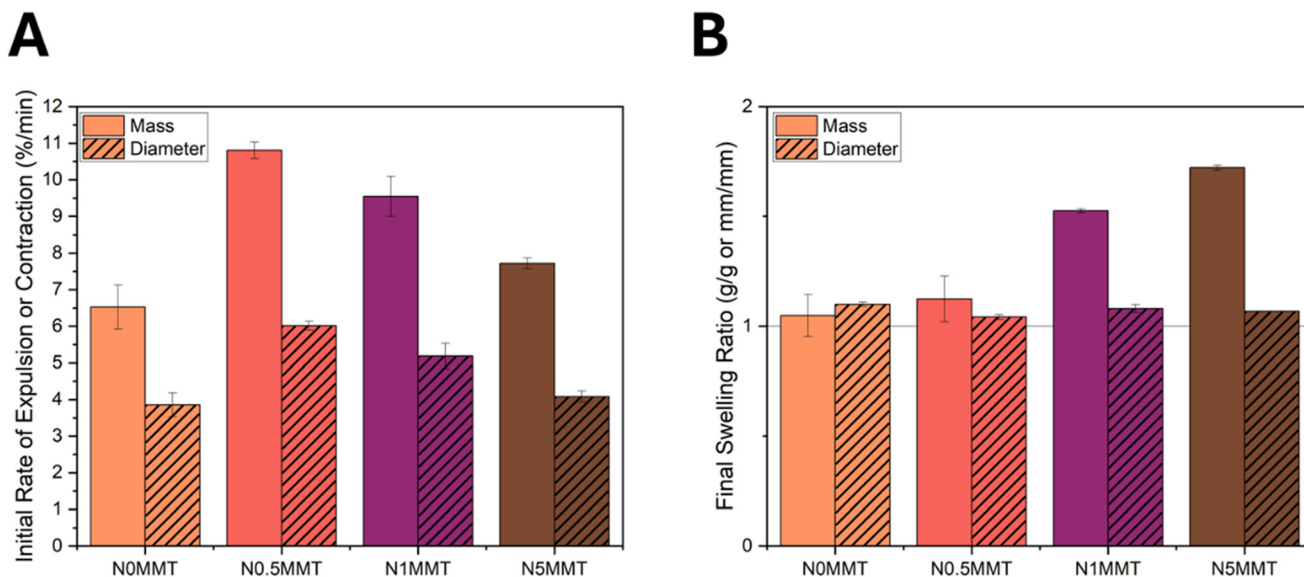 A
Initial Rate of Expulsion or Contraction (%/min)
12
11
10
9
8
7
6
5
4
3
2
1
0
Mass
Diameter
N0MMT N0.5MMT N1MMT N5MMT
B
Final Swelling Ratio (g/g or mm/mm)
2
1
0
Mass
Diameter
N0MMT N0.5MMT N1MMT N5MMT